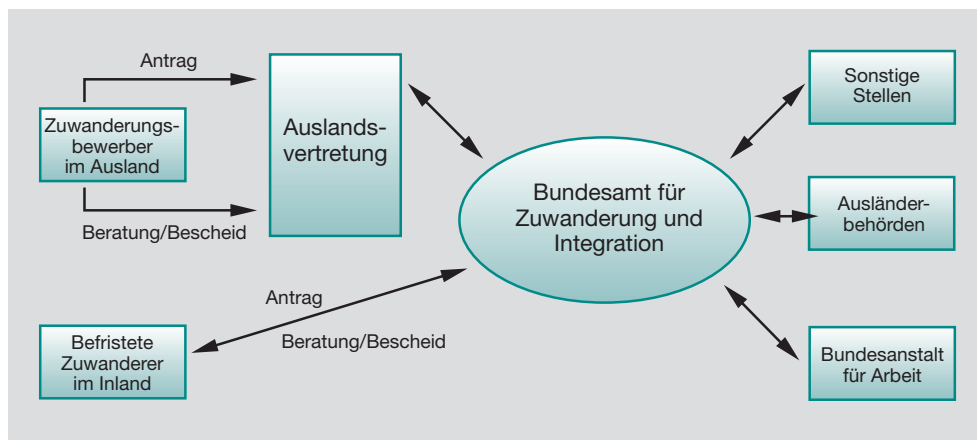 Antrag
Zuwanderungs-
bewerber
im Ausland
Beratung/Bescheid
Auslands-
vertretung
Antrag
Beratung/Bescheid
Befristete
Zuwanderer
im Inland
Bundesamt für
Zuwanderung und
Integration
Sonstige
Stellen
Ausländer-
behörden
Bundesanstalt
für Arbeit